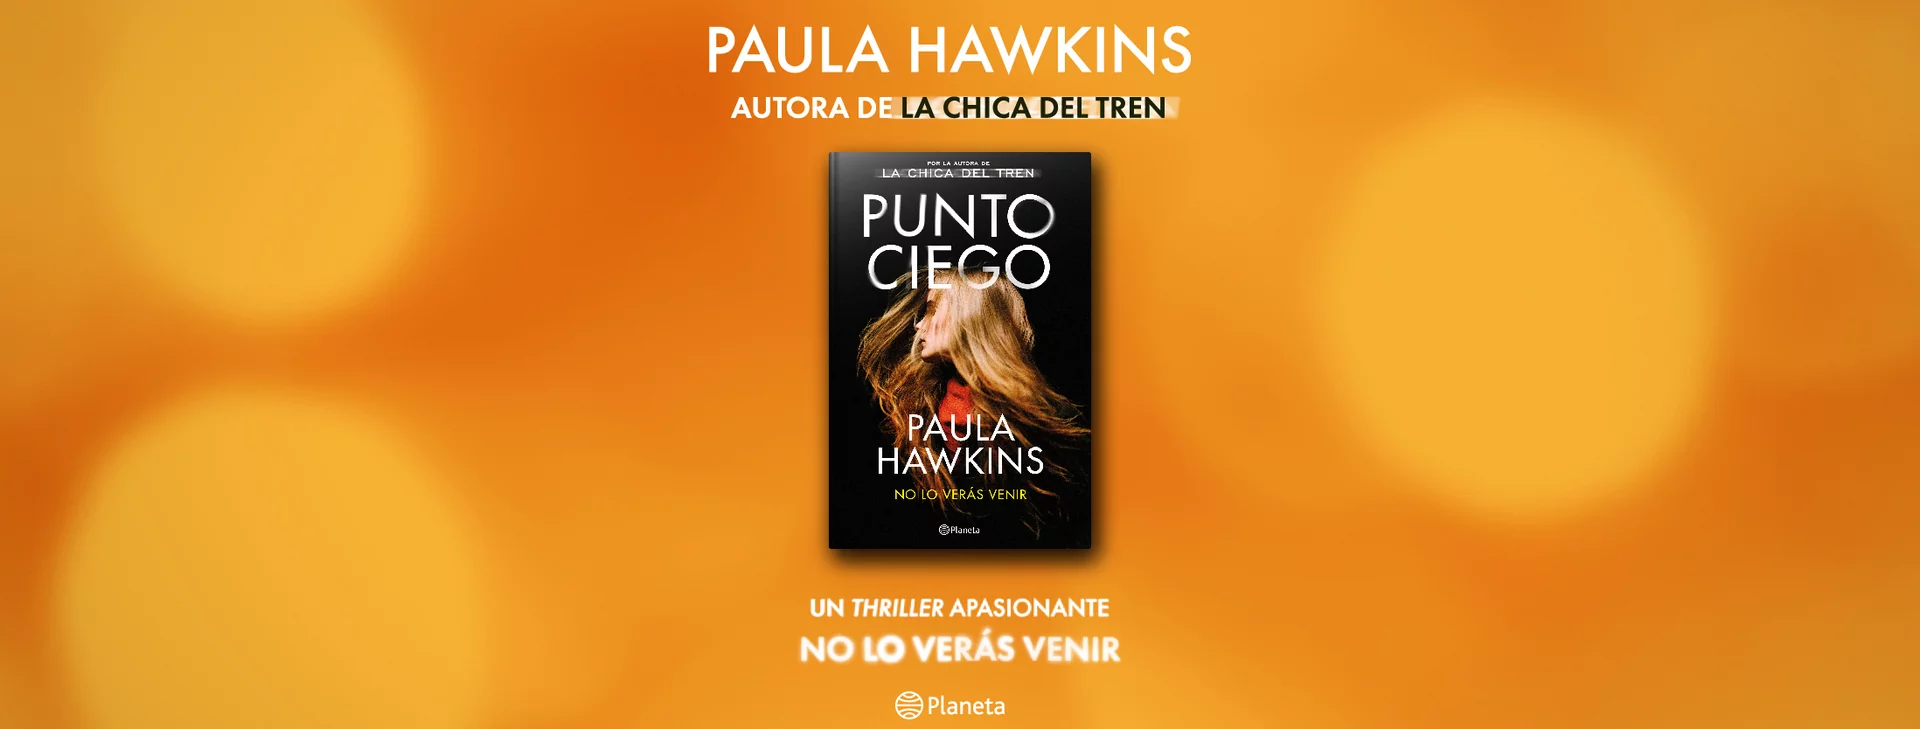 PAULA HAWKINS
AUTORA DE LA CHICA DEL TREN
POR LA AUTORA DE
LA CHICA DEL TREN
PUNTO
CIEGO
PAULA
HAWKINS
NO LO VERÁS VENIR
Planeta
UN THRILLER APASIONANTE
NO LO VERÁS VENIR
Planeta